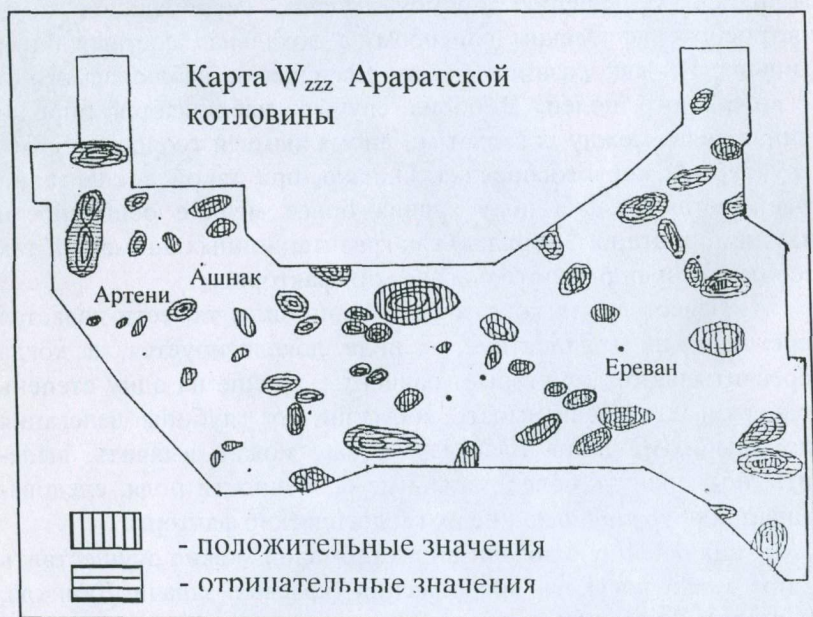 Карта Wzzz Араратской
котловины
Ашнак
Артени
Ереван
- положительные значения
- отрицательные значения